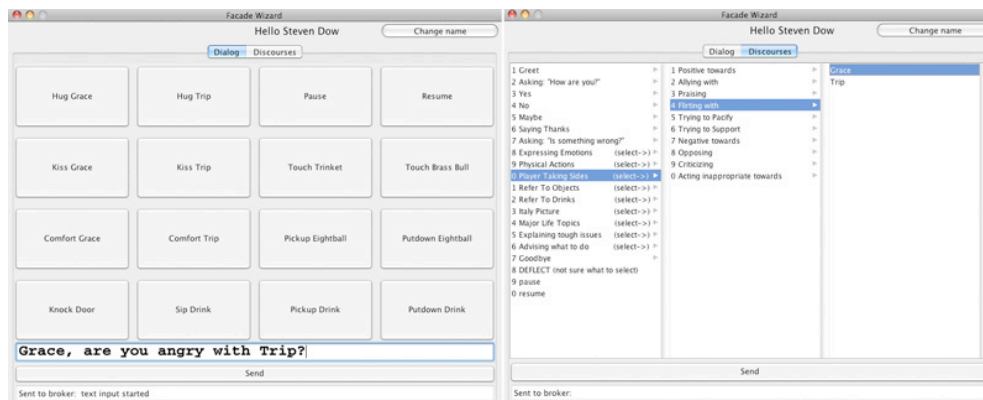 Facade Wizard
Hello Steven Dow
Change name
Dialog
Discourses
Hug Grace
Hug Trip
Pause
Resume
Kiss Grace
Kiss Trip
Touch Trinket
Touch Brass Bull
Comfort Grace
Comfort Trip
Pickup Eightball
Putdown Eightball
Knock Door
Sip Drink
Pickup Drink
Putdown Drink
Grace, are you angry with Trip?
Send
Sent to broker: text input started
Facade Wizard
Hello Steven Dow
Change name
Dialog
Discourses
1 Greet
2 Asking: "How are you?"
3 Yes
4 No
5 Maybe
6 Saying Thanks
7 Asking: "Is something wrong?"
8 Expressing Emotions (select->)
9 Physical Actions (select->)
0 Player Taking Sides (select->)
1 Refer To Objects (select->)
2 Refer To Drinks (select->)
3 Italy Picture (select->)
4 Major Life Topics (select->)
5 Explaining tough issues (select->)
6 Advising what to do (select->)
7 Goodbye
8 DEFLECT (not sure what to select)
9 pause
0 resume
1 Positive towards
2 Allying with
3 Praising
4 Flirting with
5 Trying to Pacify
6 Trying to Support
7 Negative towards
8 Opposing
9 Criticizing
0 Acting inappropriate towards
Grace
Trip
Send
Sent to broker: